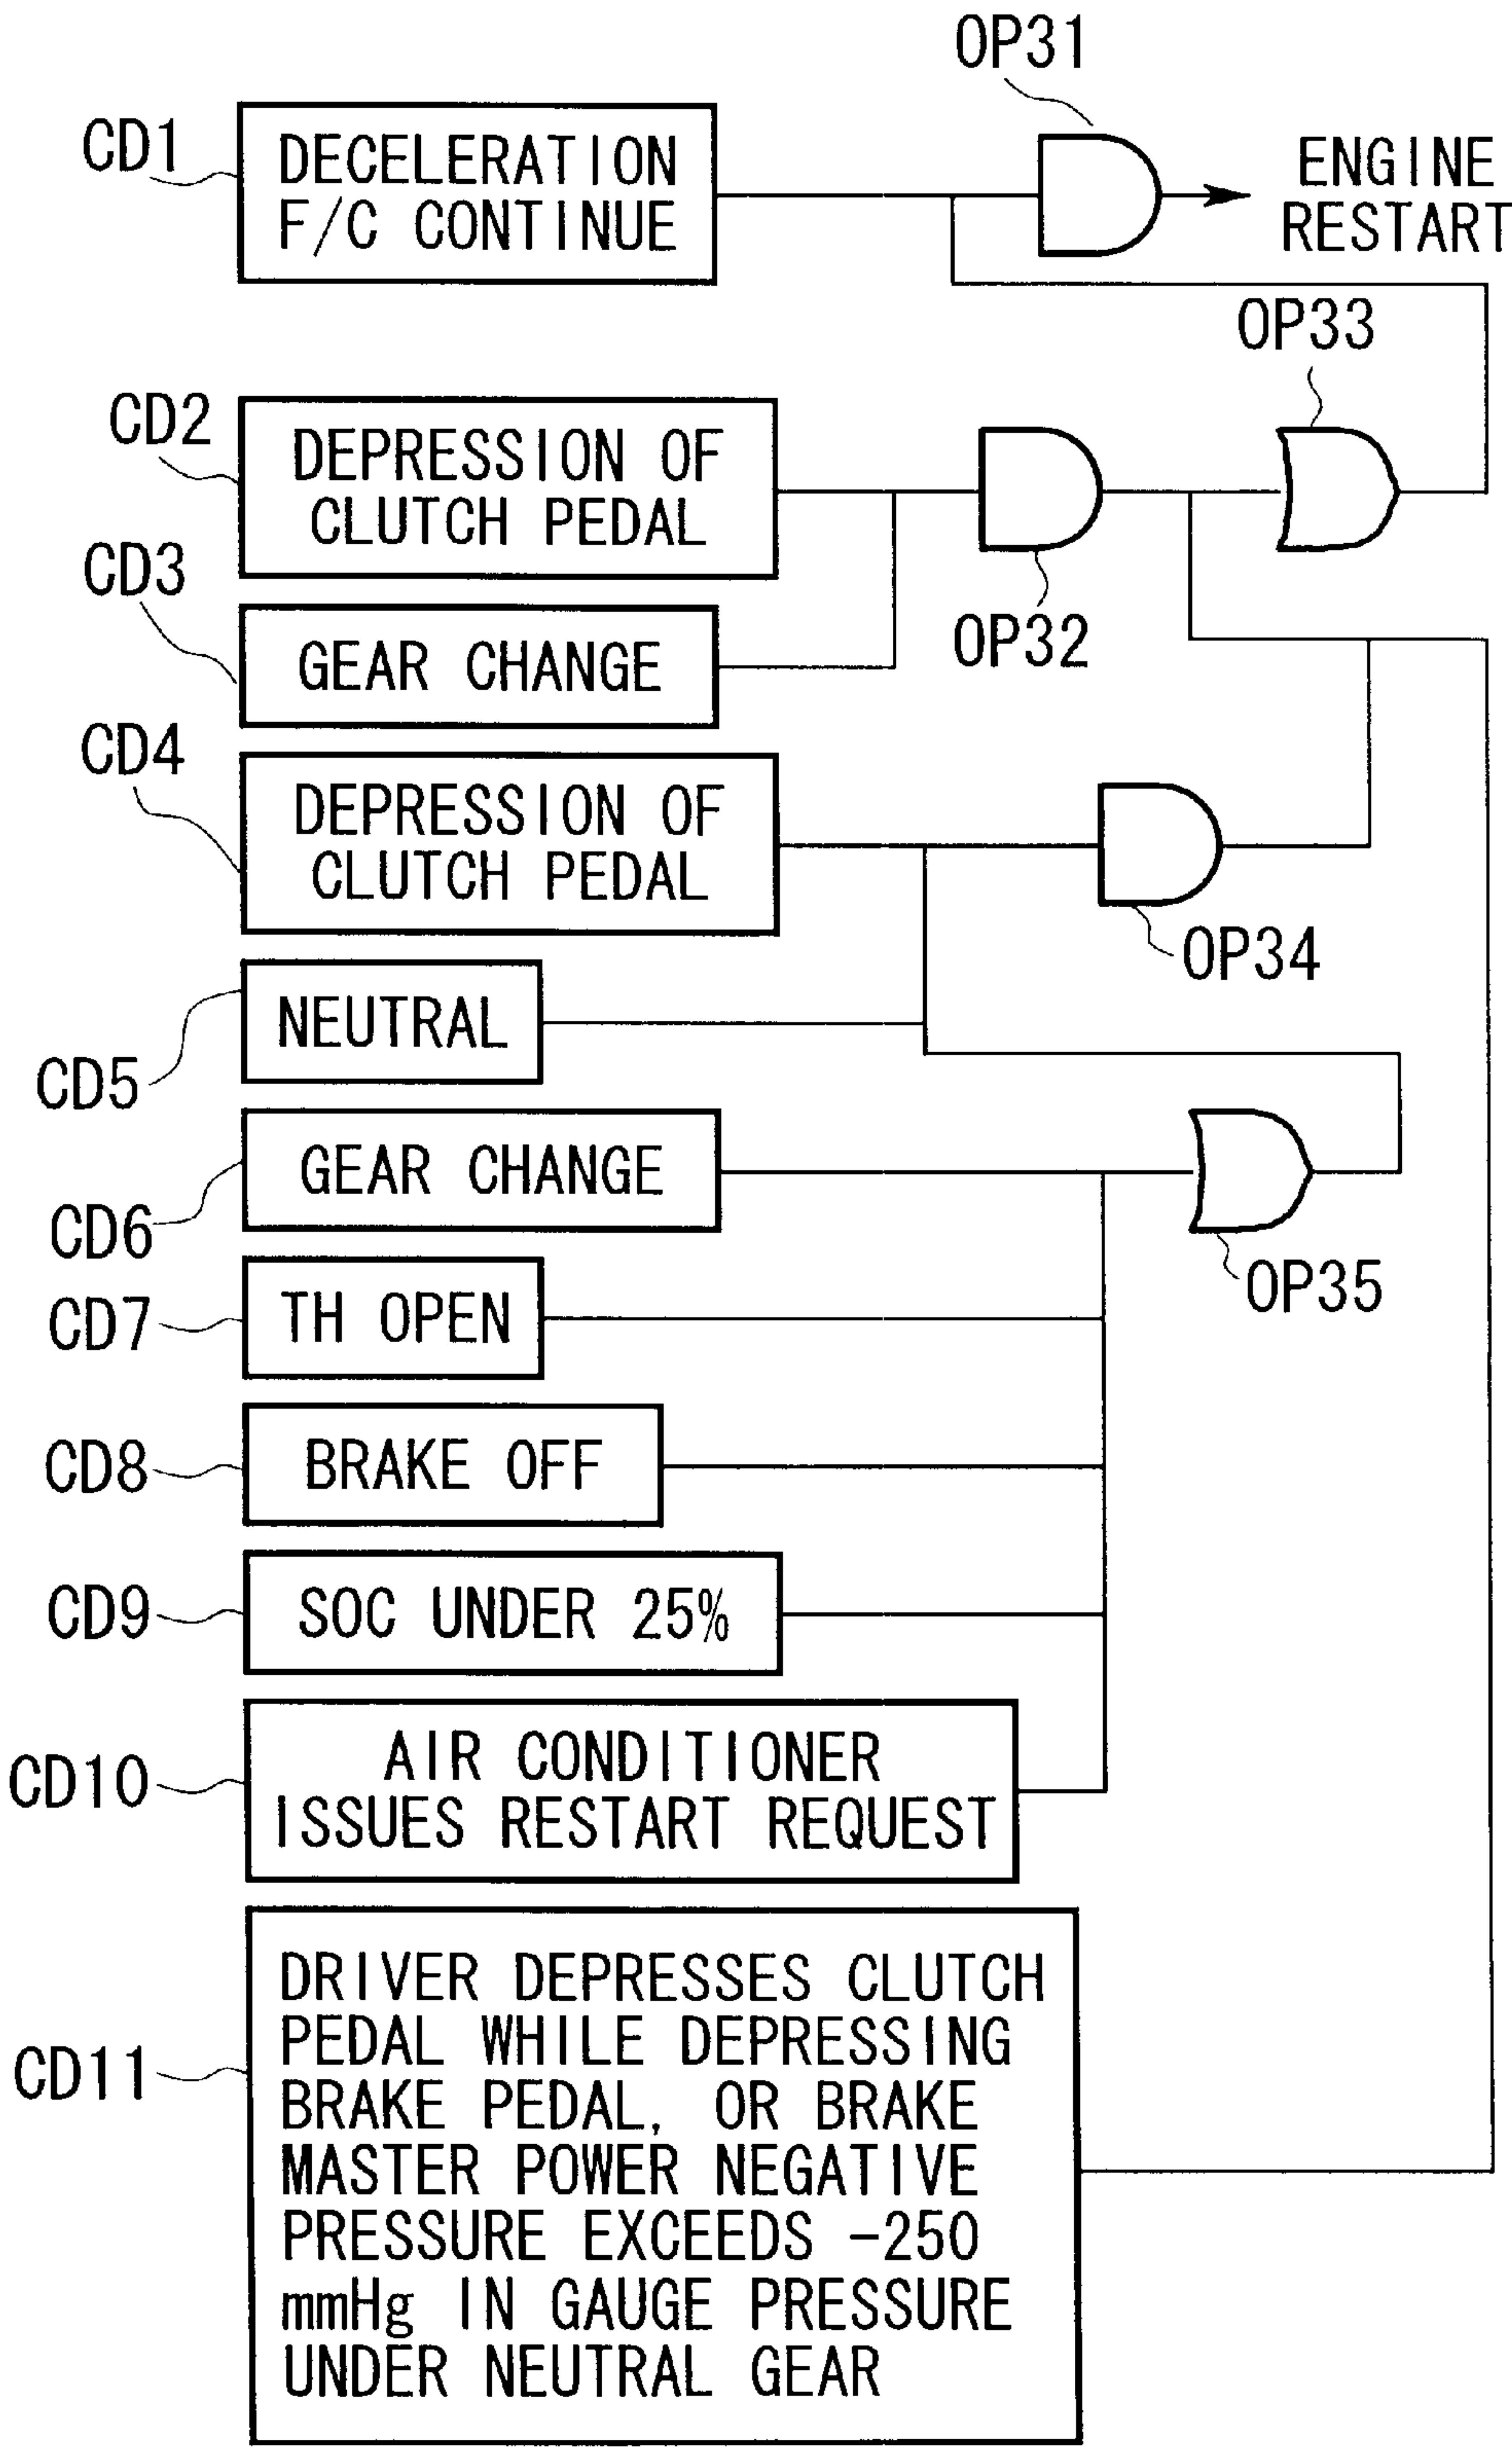 OP31
CD1
DECELERATION
F/C CONTINUE
ENGINE
RESTART
OP33
CD2
DEPRESSION OF
CLUTCH PEDAL
CD3
GEAR CHANGE
OP32
CD4
DEPRESSION OF
CLUTCH PEDAL
OP34
NEUTRAL
CD5
GEAR CHANGE
CD6
OP35
CD7
TH OPEN
CD8
BRAKE OFF
CD9
SOC UNDER 25%
CD10
AIR CONDITIONER
ISSUES RESTART REQUEST
CD11
DRIVER DEPRESSES CLUTCH
PEDAL WHILE DEPRESSING
BRAKE PEDAL, OR BRAKE
MASTER POWER NEGATIVE
PRESSURE EXCEEDS -250
mmHg IN GAUGE PRESSURE
UNDER NEUTRAL GEAR